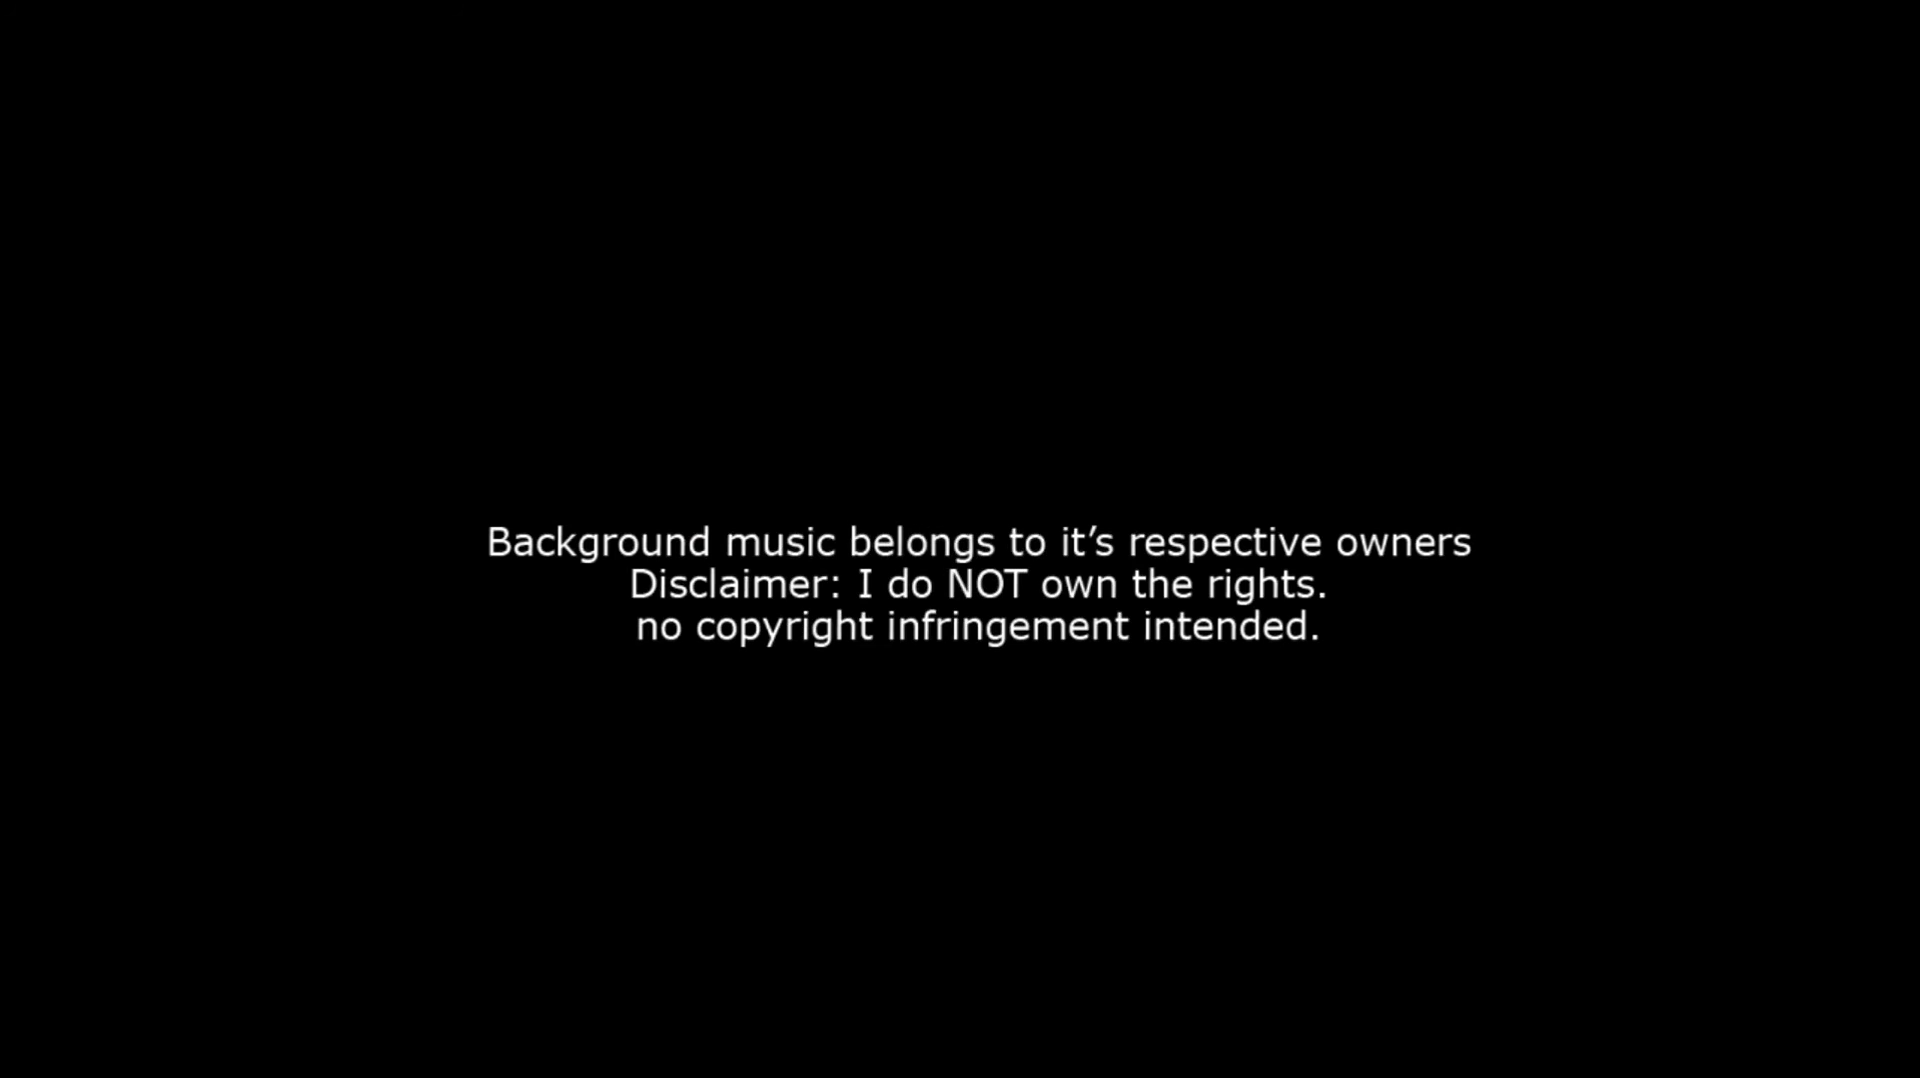 Background music belongs to it’s respective owners
Disclaimer: I do NOT own the rights.
no copyright infringement intended.